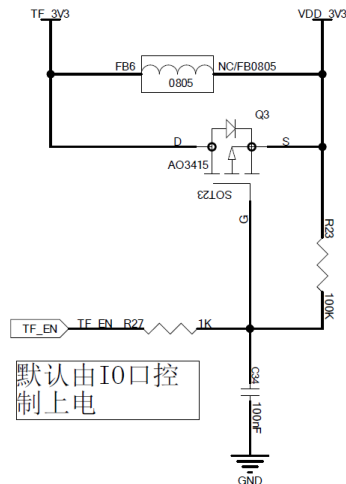 TF_3V3
VDD_3V3
FB6
NC/FB0805
0805
Q3
D
S
AO3415
SOT23
G
R23
100K
TF_EN
TF_EN
R27
1K
C34
100nF
GND
默认由IO口控
制上电